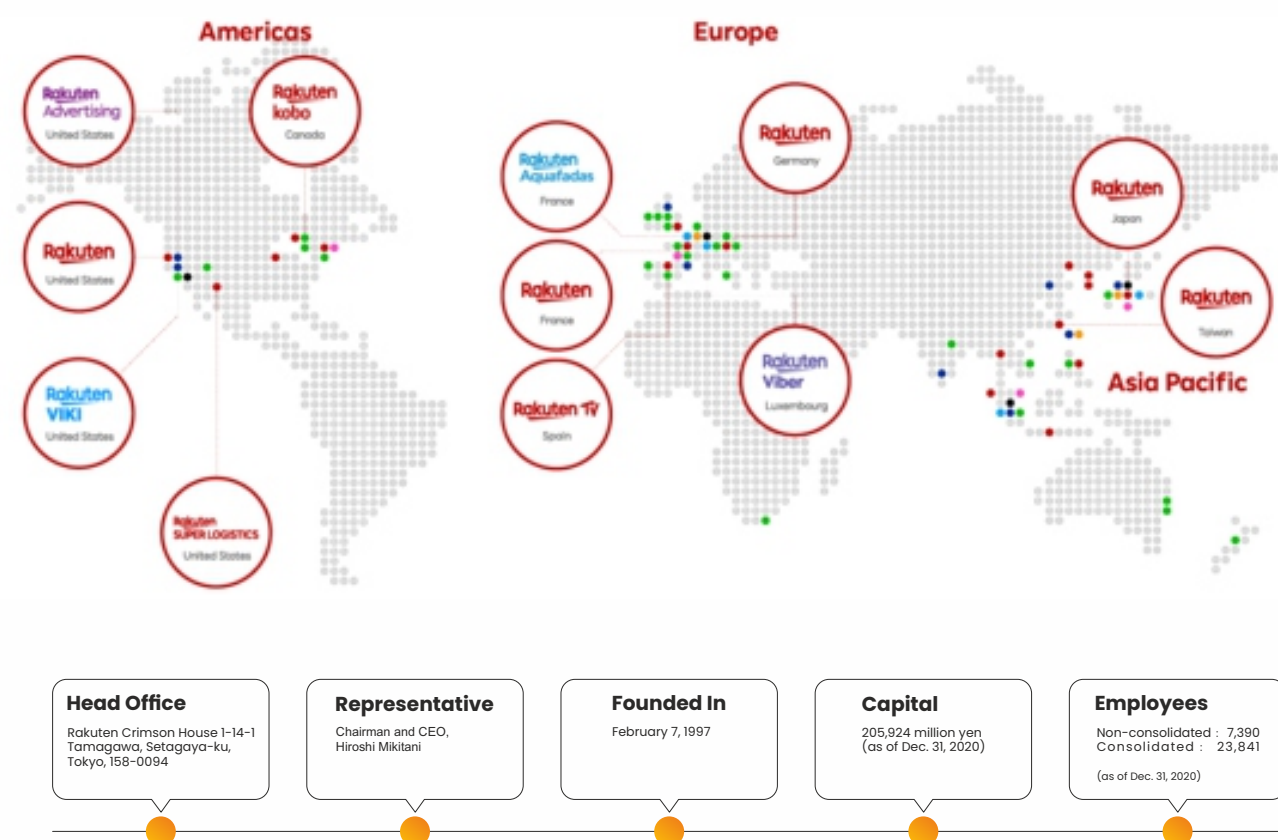 Americas
Europe
Rakuten
Advertising
United States
Rakuten
kobo
Canada
Rakuten
United States
Rakuten
VIKI
United States
Rakuten
SUPER LOGISTICS
United States
Rakuten
Aquafadas
France
Rakuten
Germany
Rakuten
France
Rakuten TV
Spain
Rakuten
Viber
Luxembourg
Rakuten
Japan
Rakuten
Taiwan
Asia Pacific
Head Office
Rakuten Crimson House 1-14-1
Tamagawa, Setagaya-ku,
Tokyo, 158-0094
Representative
Chairman and CEO,
Hiroshi Mikitani
Founded In
February 7, 1997
Capital
205,924 million yen
(as of Dec. 31, 2020)
Employees
Non-consolidated : 7,390
Consolidated : 23,841
(as of Dec. 31, 2020)